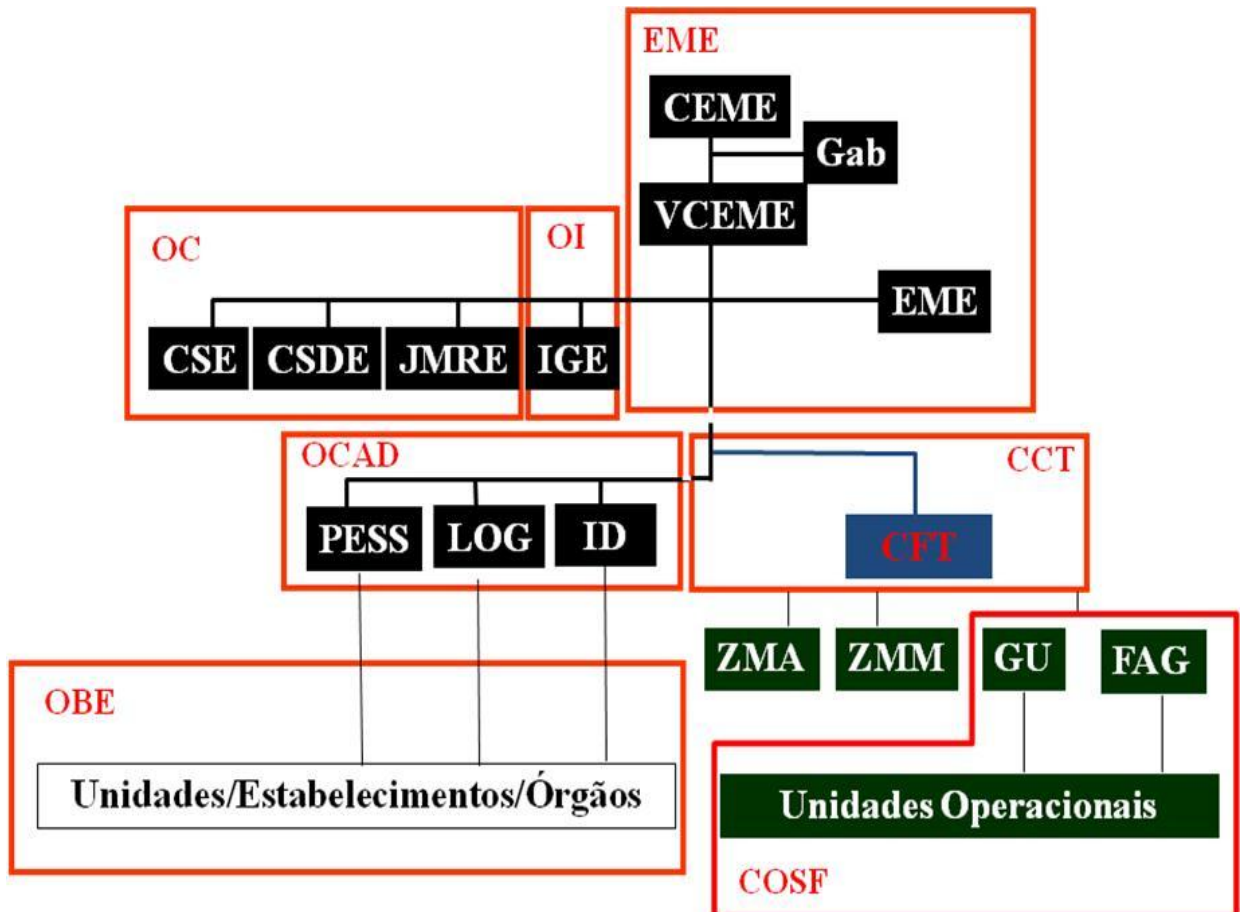 EME
CEME
Gab
VCEME
OC
OI
EME
CSE CSDE JMRE IGE
OCAD
CCT
PESS LOG ID
CFT
ZMA ZMM GU FAG
OBE
Unidades/Estabelecimentos/Órgãos
Unidades Operacionais
COSF